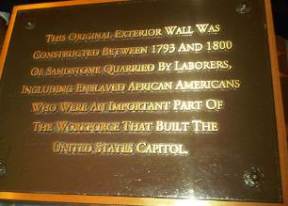 THIS ORIGINAL EXTERIOR WALL WAS
CONSTRUCTED BETWEEN 1793 AND 1800
OF SANDSTONE QUARRIED BY LABORERS,
INCLUDING ENSLAVED AFRICAN AMERICANS
WHO WERE AN IMPORTANT PART OF
THE WORKFORCE THAT BUILT THE
UNITED STATES CAPITOL.